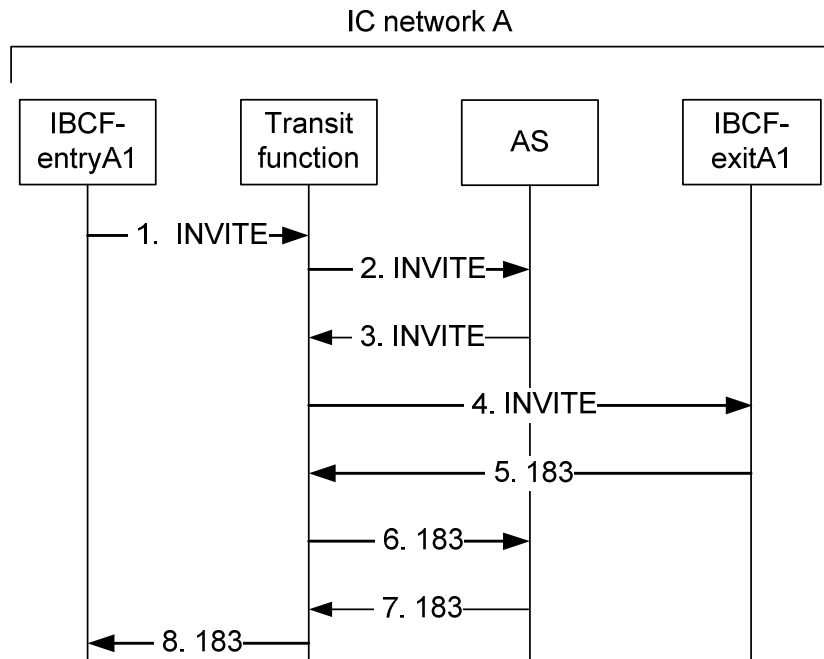 IC network A
IBCF-
entryA1
Transit
function
AS
IBCF-
exitA1
1. INVITE
2. INVITE
3. INVITE
4. INVITE
5. 183
6. 183
7. 183
8. 183